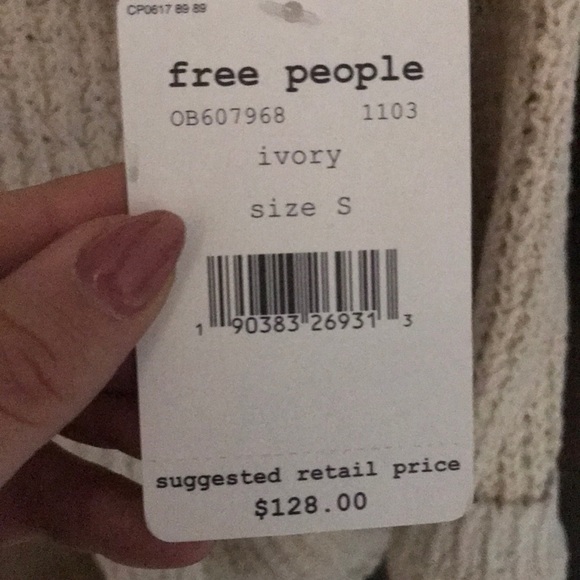 CP0617 89 89
free people
OB607968 1103
ivory
size S
1 90383 26931 3
suggested retail price
$128.00